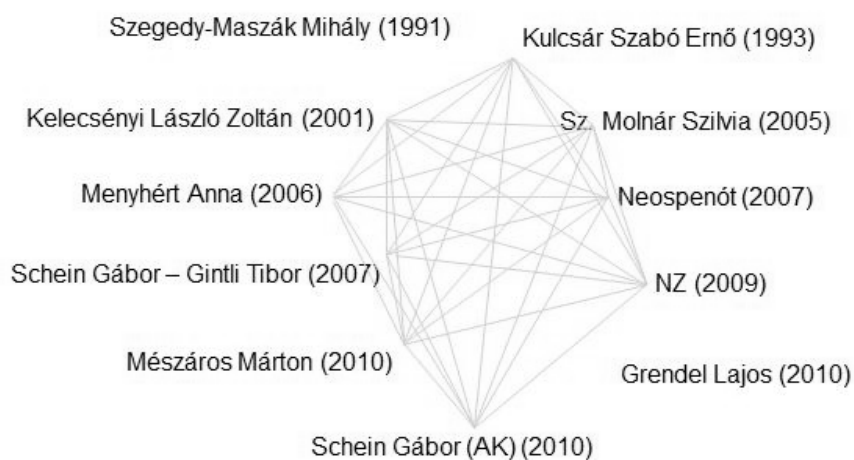 Szegedy-Maszák Mihály (1991)
Kulcsár Szabó Ernő (1993)
Kelecsényi László Zoltán (2001)
Sz. Molnár Szilvia (2005)
Menyhért Anna (2006)
Neospenót (2007)
Schein Gábor – Gintli Tibor (2007)
NZ (2009)
Mészáros Márton (2010)
Grendel Lajos (2010)
Schein Gábor (AK) (2010)